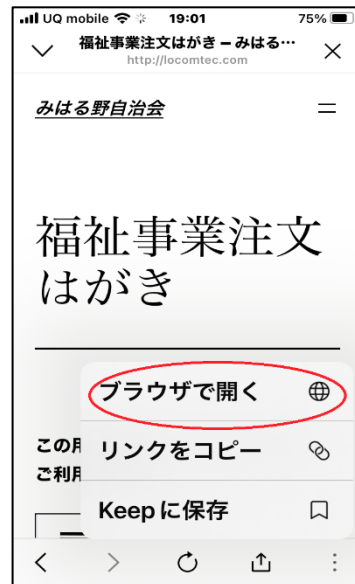 UQ mobile 19:01 75%
福祉事業注文はがき – みはる…
http://locomtec.com
みはる野自治会
福祉事業注文
はがき
ブラウザで開く
この用
リンクをコピー
ご利用
Keepに保存